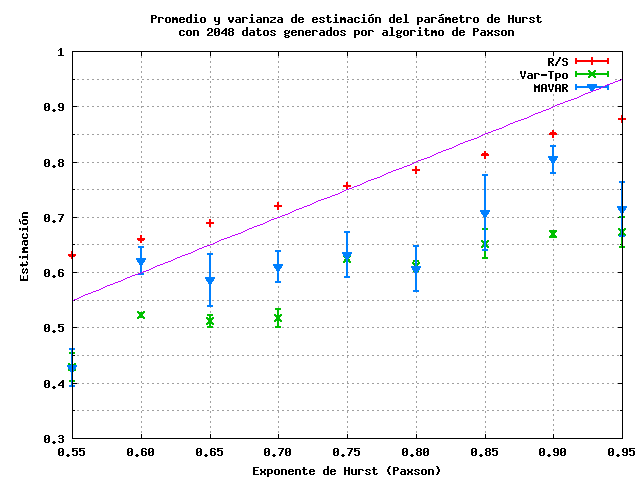 Promedio y varianza de estimación del parámetro de Hurst
con 2048 datos generados por algoritmo de Paxson
R/S
Var-Tpo
MAVAR
1
0.9
0.8
0.7
0.6
0.5
0.4
0.3
Estimación
0.55 0.60 0.65 0.70 0.75 0.80 0.85 0.90 0.95
Exponente de Hurst (Paxson)